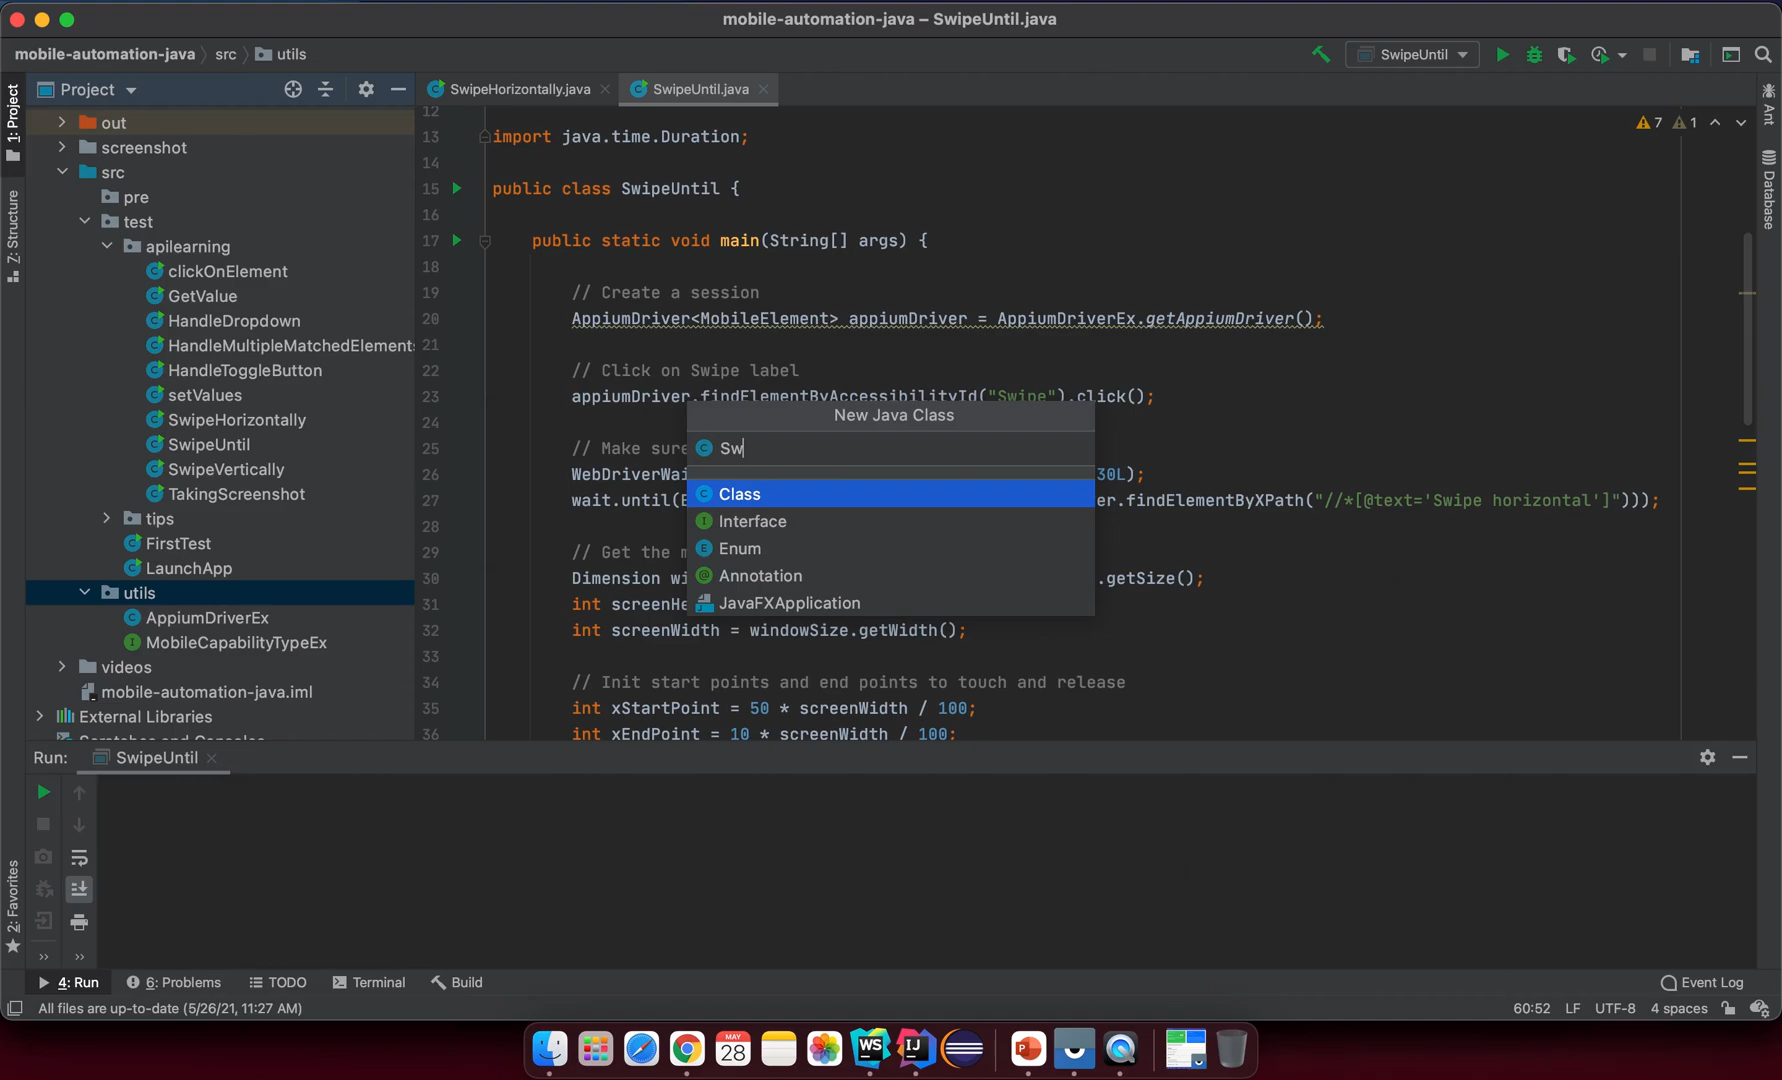 mobile-automation-java – SwipeUntil.java
mobile-automation-java
src
utils
SwipeUntil
1: Project
Z: Structure
2: Favorites
Project
out
screenshot
src
pre
test
apilearning
clickOnElement
GetValue
HandleDropdown
HandleMultipleMatchedElements
HandleToggleButton
setValues
SwipeHorizontally
SwipeUntil
SwipeVertically
TakingScreenshot
tips
FirstTest
LaunchApp
utils
AppiumDriverEx
MobileCapabilityTypeEx
videos
mobile-automation-java.iml
External Libraries
SwipeHorizontally.java
SwipeUntil.java
7 1
12
13 import java.time.Duration;
14
15 public class SwipeUntil {
16
17 public static void main(String[] args) {
18
19 // Create a session
20 AppiumDriver<MobileElement> appiumDriver = AppiumDriverEx.getAppiumDriver();
21
22 // Click on Swipe label
23 appiumDriver.findElementByAccessibilityId("Swipe").click();
24
25 // Make sure
26 WebDriverWai 30L);
27 wait.until(E er.findElementByXPath("//*[@text='Swipe horizontal']")));
28
29 // Get the m
30 Dimension wi .getSize();
31 int screenHe
32 int screenWidth = windowSize.getWidth();
33
34 // Init start points and end points to touch and release
35 int xStartPoint = 50 * screenWidth / 100;
36 int xEndPoint = 10 * screenWidth / 100;
New Java Class
Sw
Class
Interface
Enum
Annotation
JavaFXApplication
Ant
Database
Run:
SwipeUntil
4: Run
6: Problems
TODO
Terminal
Build
Event Log
All files are up-to-date (5/26/21, 11:27 AM)
60:52 LF UTF-8 4 spaces
MAY
28
WS
IJ
P